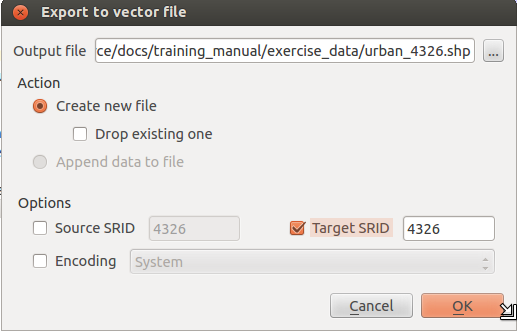 Export to vector file
Output file ce/docs/training_manual/exercise_data/urban_4326.shp ...
Action
Create new file
Drop existing one
Append data to file
Options
Source SRID 4326 Target SRID 4326
Encoding System
Cancel OK